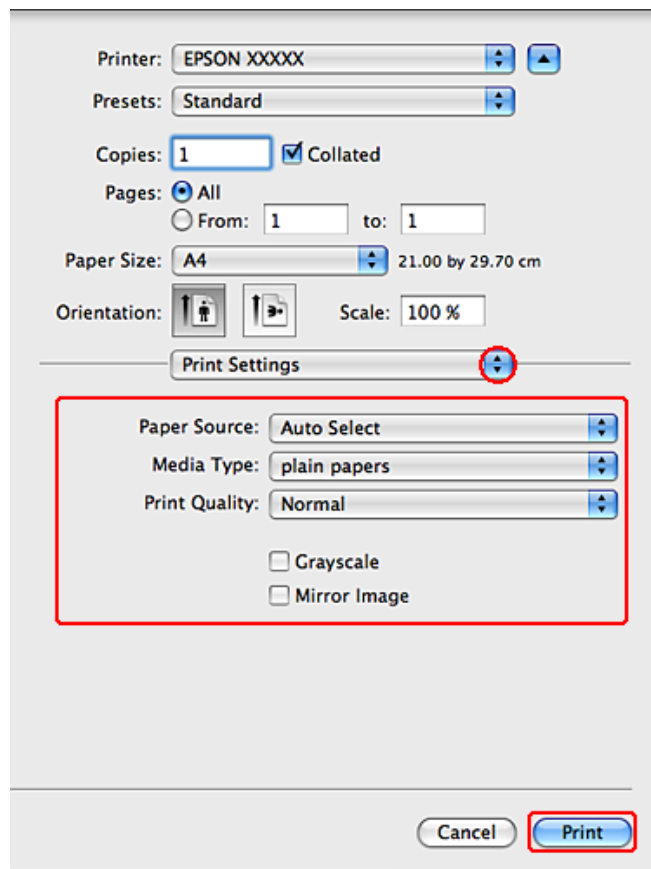 Printer: EPSON XXXXX
Presets: Standard
Copies: 1 Collated
Pages: All
From: 1 to: 1
Paper Size: A4 21.00 by 29.70 cm
Orientation: Scale: 100 %
Print Settings
Paper Source: Auto Select
Media Type: plain papers
Print Quality: Normal
Grayscale
Mirror Image
Cancel Print